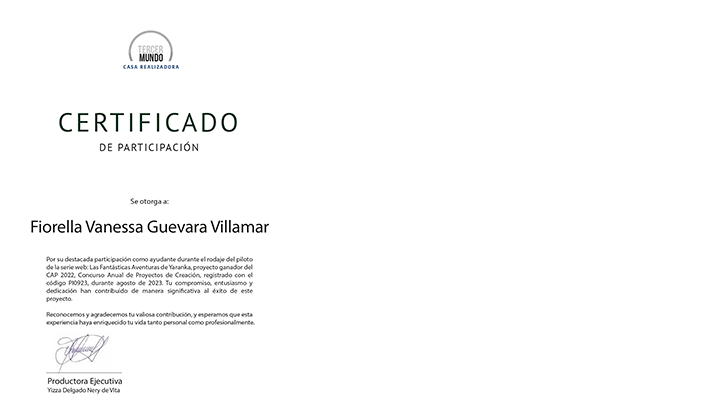 TERCER
MUNDO
CASA REALIZADORA
CERTIFICADO
DE PARTICIPACIÓN
Se otorga a:
Fiorella Vanessa Guevara Villamar
Por su destacada participación como ayudante durante el rodaje del piloto
de la serie web: Las Fantásticas Aventuras de Yaranka, proyecto ganador del
CAP 2022, Concurso Anual de Proyectos de Creación, registrado con el
código PI0923, durante agosto de 2023. Tu compromiso, entusiasmo y
dedicación han contribuido de manera significativa al éxito de este
proyecto.
Reconocemos y agradecemos tu valiosa contribución, y esperamos que esta
experiencia haya enriquecido tu vida tanto personal como profesionalmente.
Productora Ejecutiva
Yizza Delgado Nery de Vita